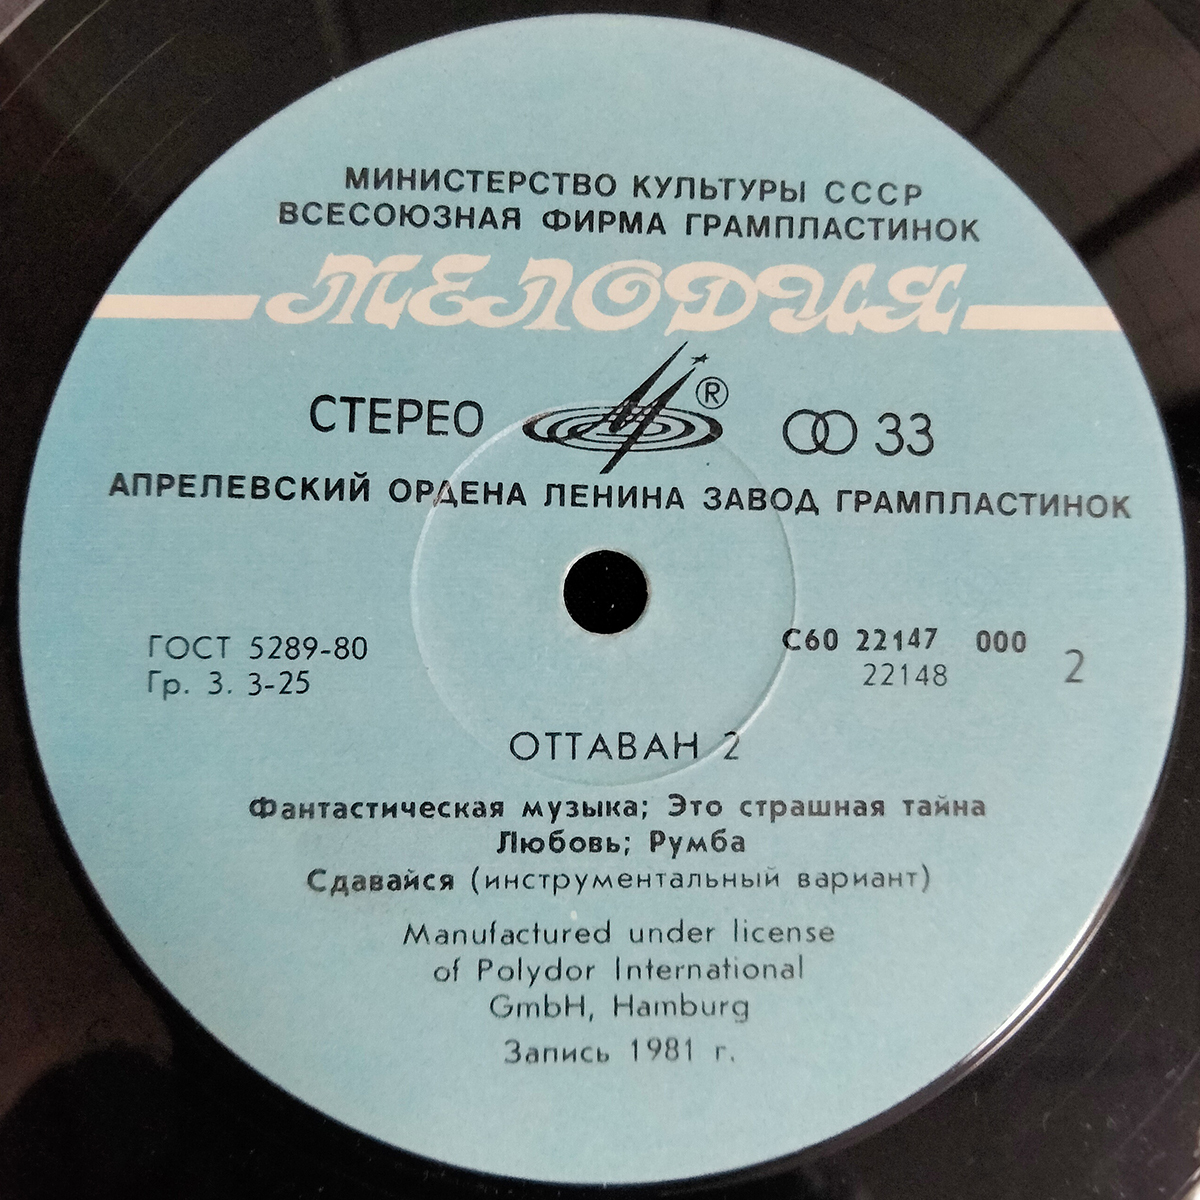 МИНИСТЕРСТВО КУЛЬТУРЫ СССР
ВСЕСОЮЗНАЯ ФИРМА ГРАМПЛАСТИНОК
МЕЛОДИЯ
СТЕРЕО ® 33
АПРЕЛЕВСКИЙ ОРДЕНА ЛЕНИНА ЗАВОД ГРАМПЛАСТИНОК
ГОСТ 5289-80
Гр. 3. 3-25
С60 22147 000
22148
2
ОТТАВАН 2
Фантастическая музыка; Это страшная тайна
Любовь; Румба
Сдавайся (инструментальный вариант)
Manufactured under license
of Polydor International
GmbH, Hamburg
Запись 1981 г.